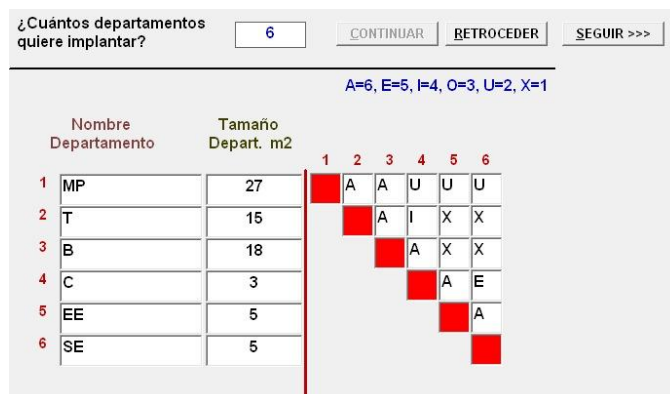 ¿Cuántos departamentos
quiere implantar?
6
CONTINUAR
RETROCEDER
SEGUIR >>>
A=6, E=5, I=4, O=3, U=2, X=1
Nombre
Departamento
Tamaño
Depart. m2
1 2 3 4 5 6
1 MP 27 A A U U U
2 T 15 A I X X
3 B 18 A X X
4 C 3 A E
5 EE 5 A
6 SE 5